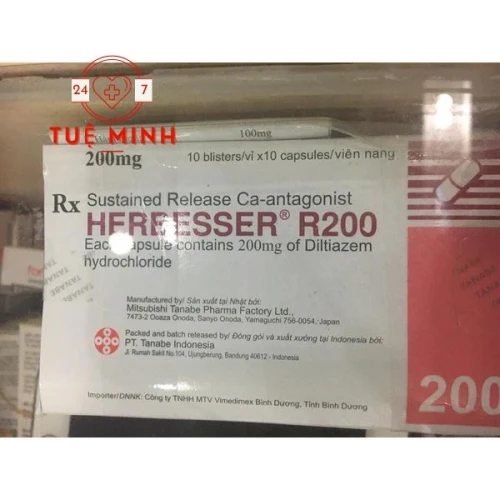 24 7
TUỆ MINH
100mg
200mg 10 blisters/vỉ x10 capsules/viên nang
Rx Sustained Release Ca-antagonist
HERBESSER® R200
Each capsule contains 200mg of Diltiazem
hydrochloride
Manufactured by/ Sản xuất tại Nhật bởi:
Mitsubishi Tanabe Pharma Factory Ltd.,
7473-2 Ooaza Onoda, Sanyo Onoda, Yamaguchi 756-0054, Japan
Packed and batch released by/ Đóng gói và xuất xưởng tại Indonesia bởi:
PT. Tanabe Indonesia
Jl. Rumah Sakit No.104, Ujungberung, Bandung 40612 - Indonesia
Importer/DNNK: Công ty TNHH MTV Vimedimex Bình Dương, Tỉnh Bình Dương
200
TANABE